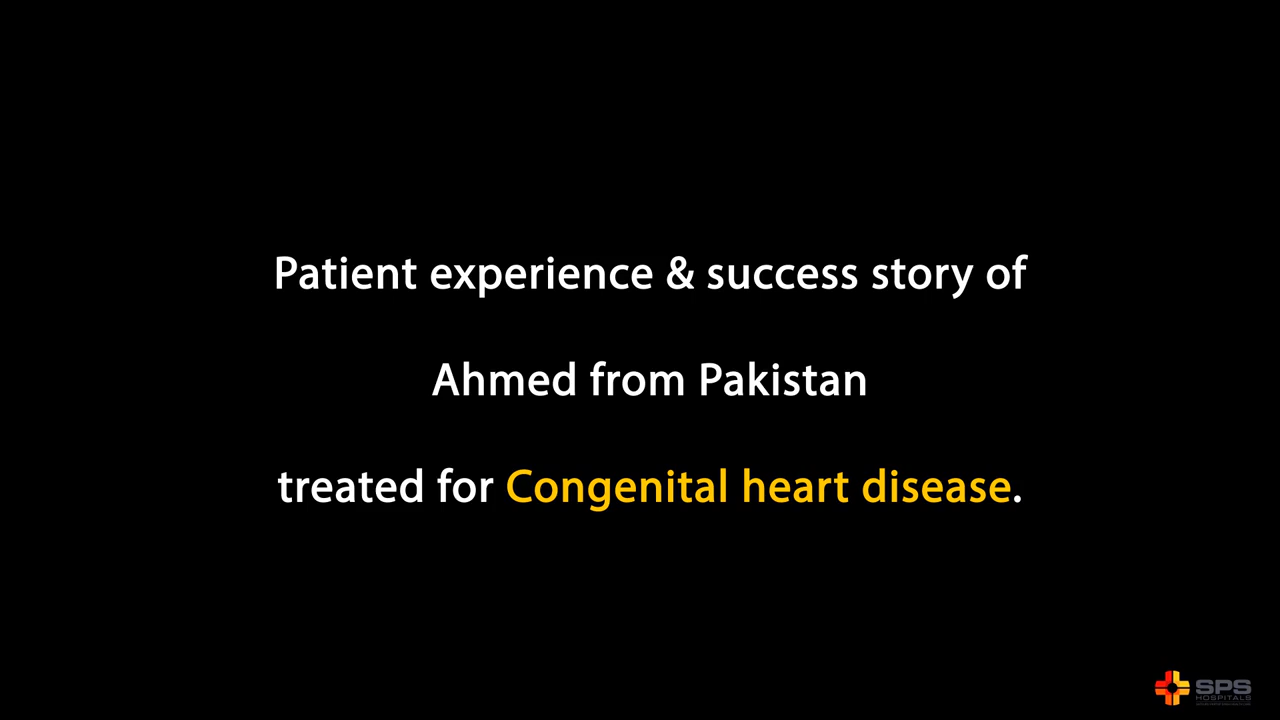 Patient experience & success story of
Ahmed from Pakistan
treated for Congenital heart disease.
SPS
HOSPITALS